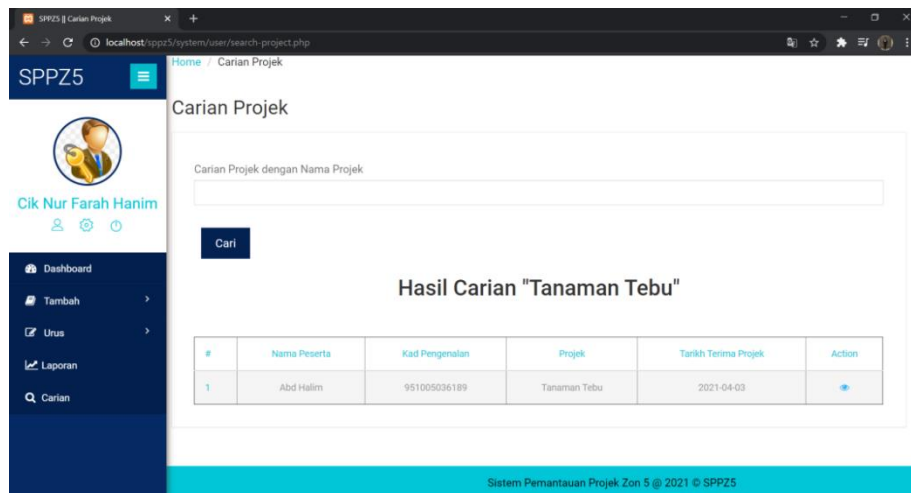 SPPZ5 || Carian Projek
localhost/sppz5/system/user/search-project.php
SPPZ5
Cik Nur Farah Hanim
Dashboard
Tambah
Urus
Laporan
Carian
Home / Carian Projek
Carian Projek
Carian Projek dengan Nama Projek
Cari
Hasil Carian "Tanaman Tebu"
# Nama Peserta Kad Pengenalan Projek Tarikh Terima Projek Action
1 Abd Halim 951005036189 Tanaman Tebu 2021-04-03
Sistem Pemantauan Projek Zon 5 @ 2021 © SPPZ5